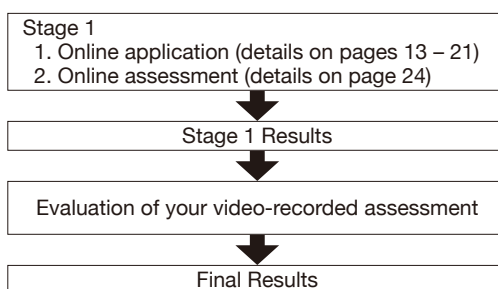 Stage 1
1. Online application (details on pages 13 – 21)
2. Online assessment (details on page 24)
Stage 1 Results
Evaluation of your video-recorded assessment
Final Results